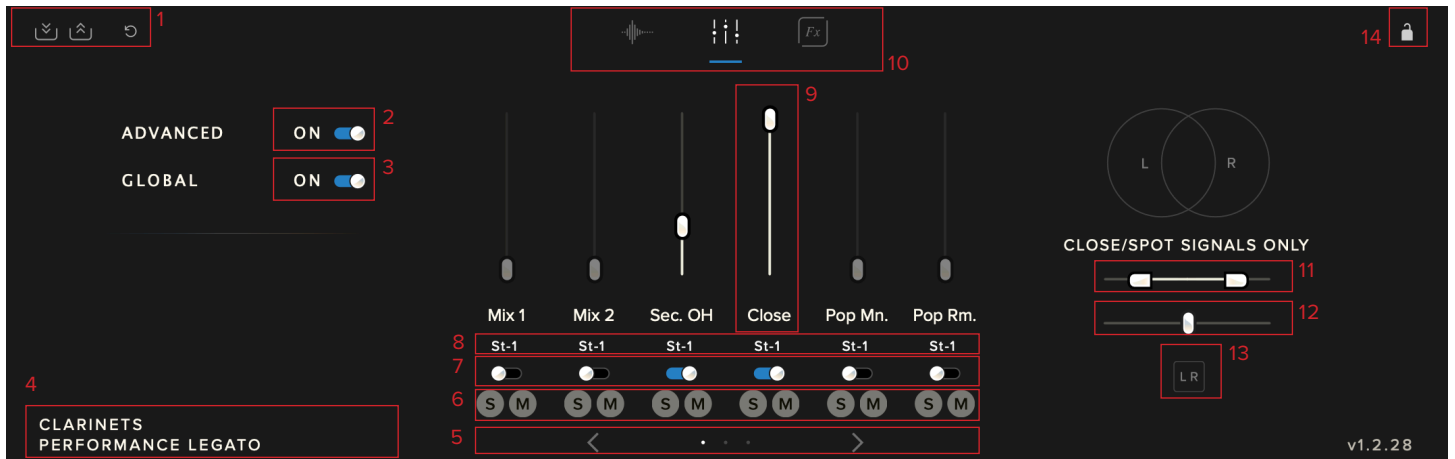 1
Fx
10
14
ADVANCED ON 2
GLOBAL ON 3
9
L R
CLOSE/SPOT SIGNALS ONLY
11
12
Mix 1 Mix 2 Sec. OH Close Pop Mn. Pop Rm.
8 St-1 St-1 St-1 St-1 St-1 St-1
7
13
L R
6 S M S M S M S M S M S M
4
CLARINETS
PERFORMANCE LEGATO
5
v1.2.28